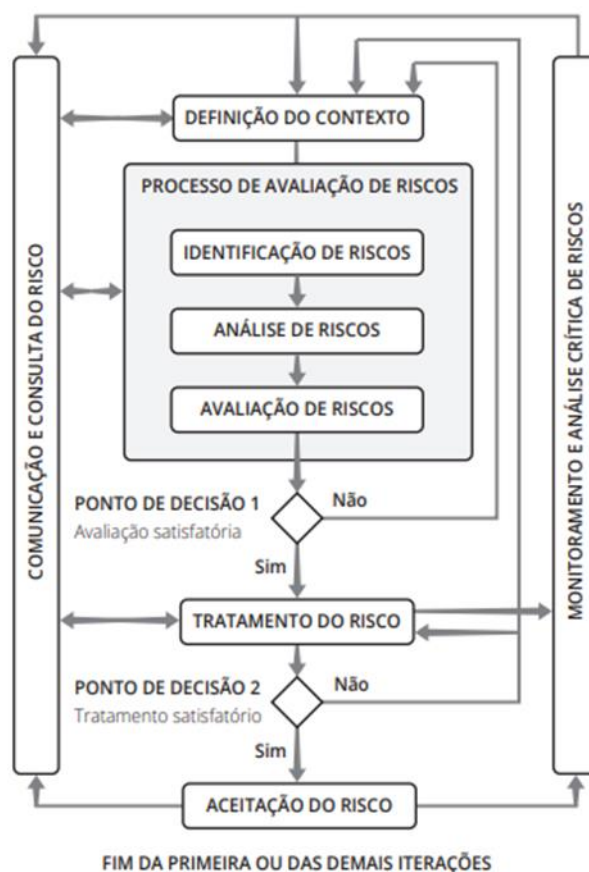 DEFINIÇÃO DO CONTEXTO
PROCESSO DE AVALIAÇÃO DE RISCOS
IDENTIFICAÇÃO DE RISCOS
ANÁLISE DE RISCOS
AVALIAÇÃO DE RISCOS
COMUNICAÇÃO E CONSULTA DO RISCO
MONITORAMENTO E ANÁLISE CRÍTICA DE RISCOS
PONTO DE DECISÃO 1
Avaliação satisfatória
Não
Sim
TRATAMENTO DO RISCO
PONTO DE DECISÃO 2
Tratamento satisfatório
Não
Sim
ACEITAÇÃO DO RISCO
FIM DA PRIMEIRA OU DAS DEMAIS ITERAÇÕES